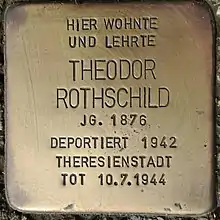 HIER WOHNTE
UND LEHRTE
THEODOR
ROTHSCHILD
JG. 1876
DEPORTIERT 1942
THERESIENSTADT
TOT 10.7.1944